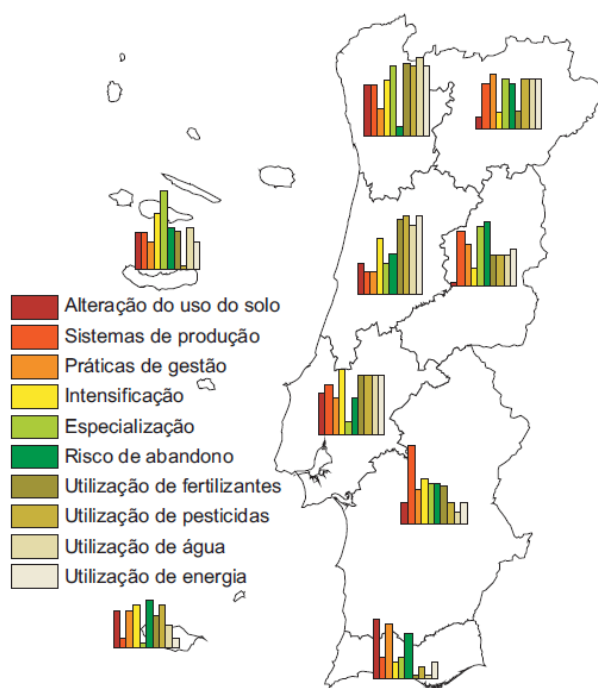 Alteração do uso do solo
Sistemas de produção
Práticas de gestão
Intensificação
Especialização
Risco de abandono
Utilização de fertilizantes
Utilização de pesticidas
Utilização de água
Utilização de energia